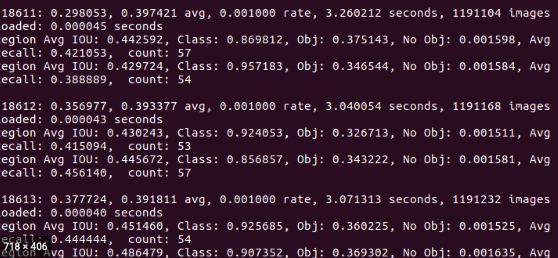 18611: 0.298053, 0.397421 avg, 0.001000 rate, 3.260212 seconds, 1191104 images
oaded: 0.000045 seconds
egion Avg IOU: 0.442592, Class: 0.869812, Obj: 0.375143, No Obj: 0.001598, Avg
ecall: 0.421053,  count: 57
egion Avg IOU: 0.429724, Class: 0.957183, Obj: 0.346544, No Obj: 0.001584, Avg
ecall: 0.388889,  count: 54
18612: 0.356977, 0.393377 avg, 0.001000 rate, 3.040054 seconds, 1191168 images
oaded: 0.000043 seconds
egion Avg IOU: 0.430243, Class: 0.924053, Obj: 0.326713, No Obj: 0.001511, Avg
ecall: 0.415094,  count: 53
egion Avg IOU: 0.445672, Class: 0.856857, Obj: 0.343222, No Obj: 0.001581, Avg
ecall: 0.456140,  count: 57
18613: 0.377724, 0.391811 avg, 0.001000 rate, 3.071313 seconds, 1191232 images
oaded: 0.000040 seconds
egion Avg IOU: 0.451460, Class: 0.925685, Obj: 0.360225, No Obj: 0.001525, Avg
ecall: 0.444444,  count: 54
718 × 406
egion Avg IOU: 0.486479, Class: 0.907352, Obj: 0.369302, No Obj: 0.001635, Avg